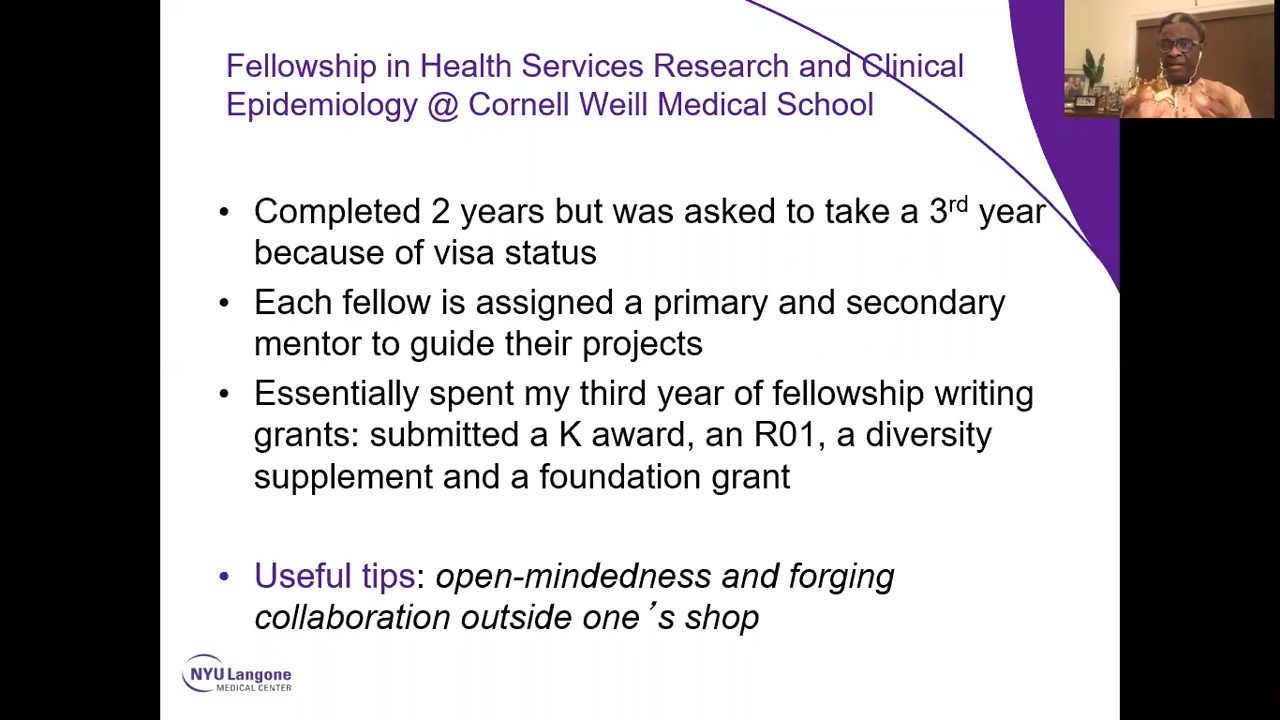 Fellowship in Health Services Research and Clinical
Epidemiology @ Cornell Weill Medical School
• Completed 2 years but was asked to take a 3rd year
because of visa status
• Each fellow is assigned a primary and secondary
mentor to guide their projects
• Essentially spent my third year of fellowship writing
grants: submitted a K award, an R01, a diversity
supplement and a foundation grant
• Useful tips: open-mindedness and forging
collaboration outside one´s shop
NYU Langone
MEDICAL CENTER